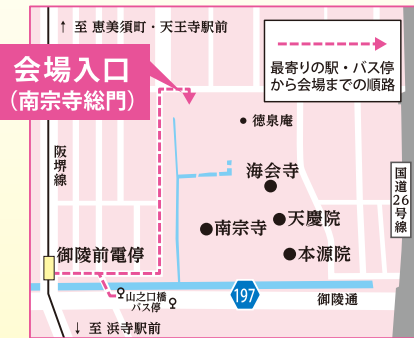 ↑ 至 恵美須町・天王寺駅前
会場入口
(南宗寺総門)
最寄りの駅・バス停
から会場までの順路
徳泉庵
阪堺線
海会寺
国道26号線
天慶院
南宗寺
本源院
御陵前電停
山之口橋
バス停
197
御陵通
↓ 至 浜寺駅前